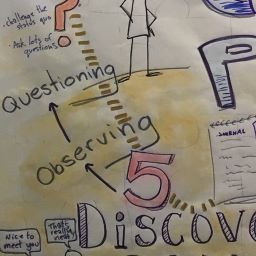 - challenge the
status quo
- Ask lots of
questions
?
Questioning
Observing
5
JOURNAL
Nice to
meet you
That's
really
neat
Discove